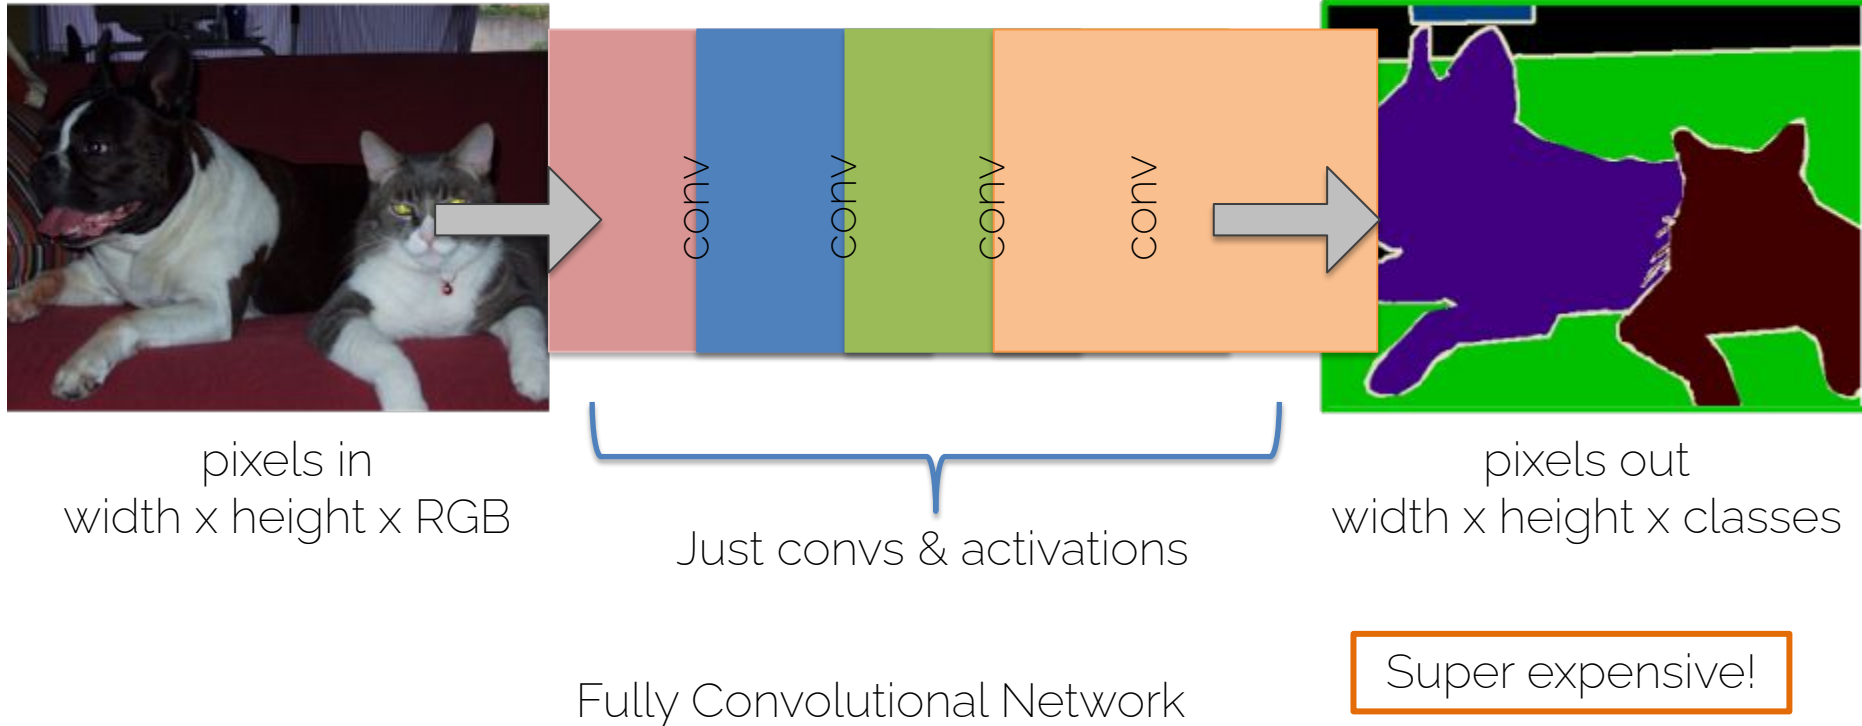 conv
conv
conv
conv
pixels in
width x height x RGB
Just convs & activations
pixels out
width x height x classes
Super expensive!
Fully Convolutional Network